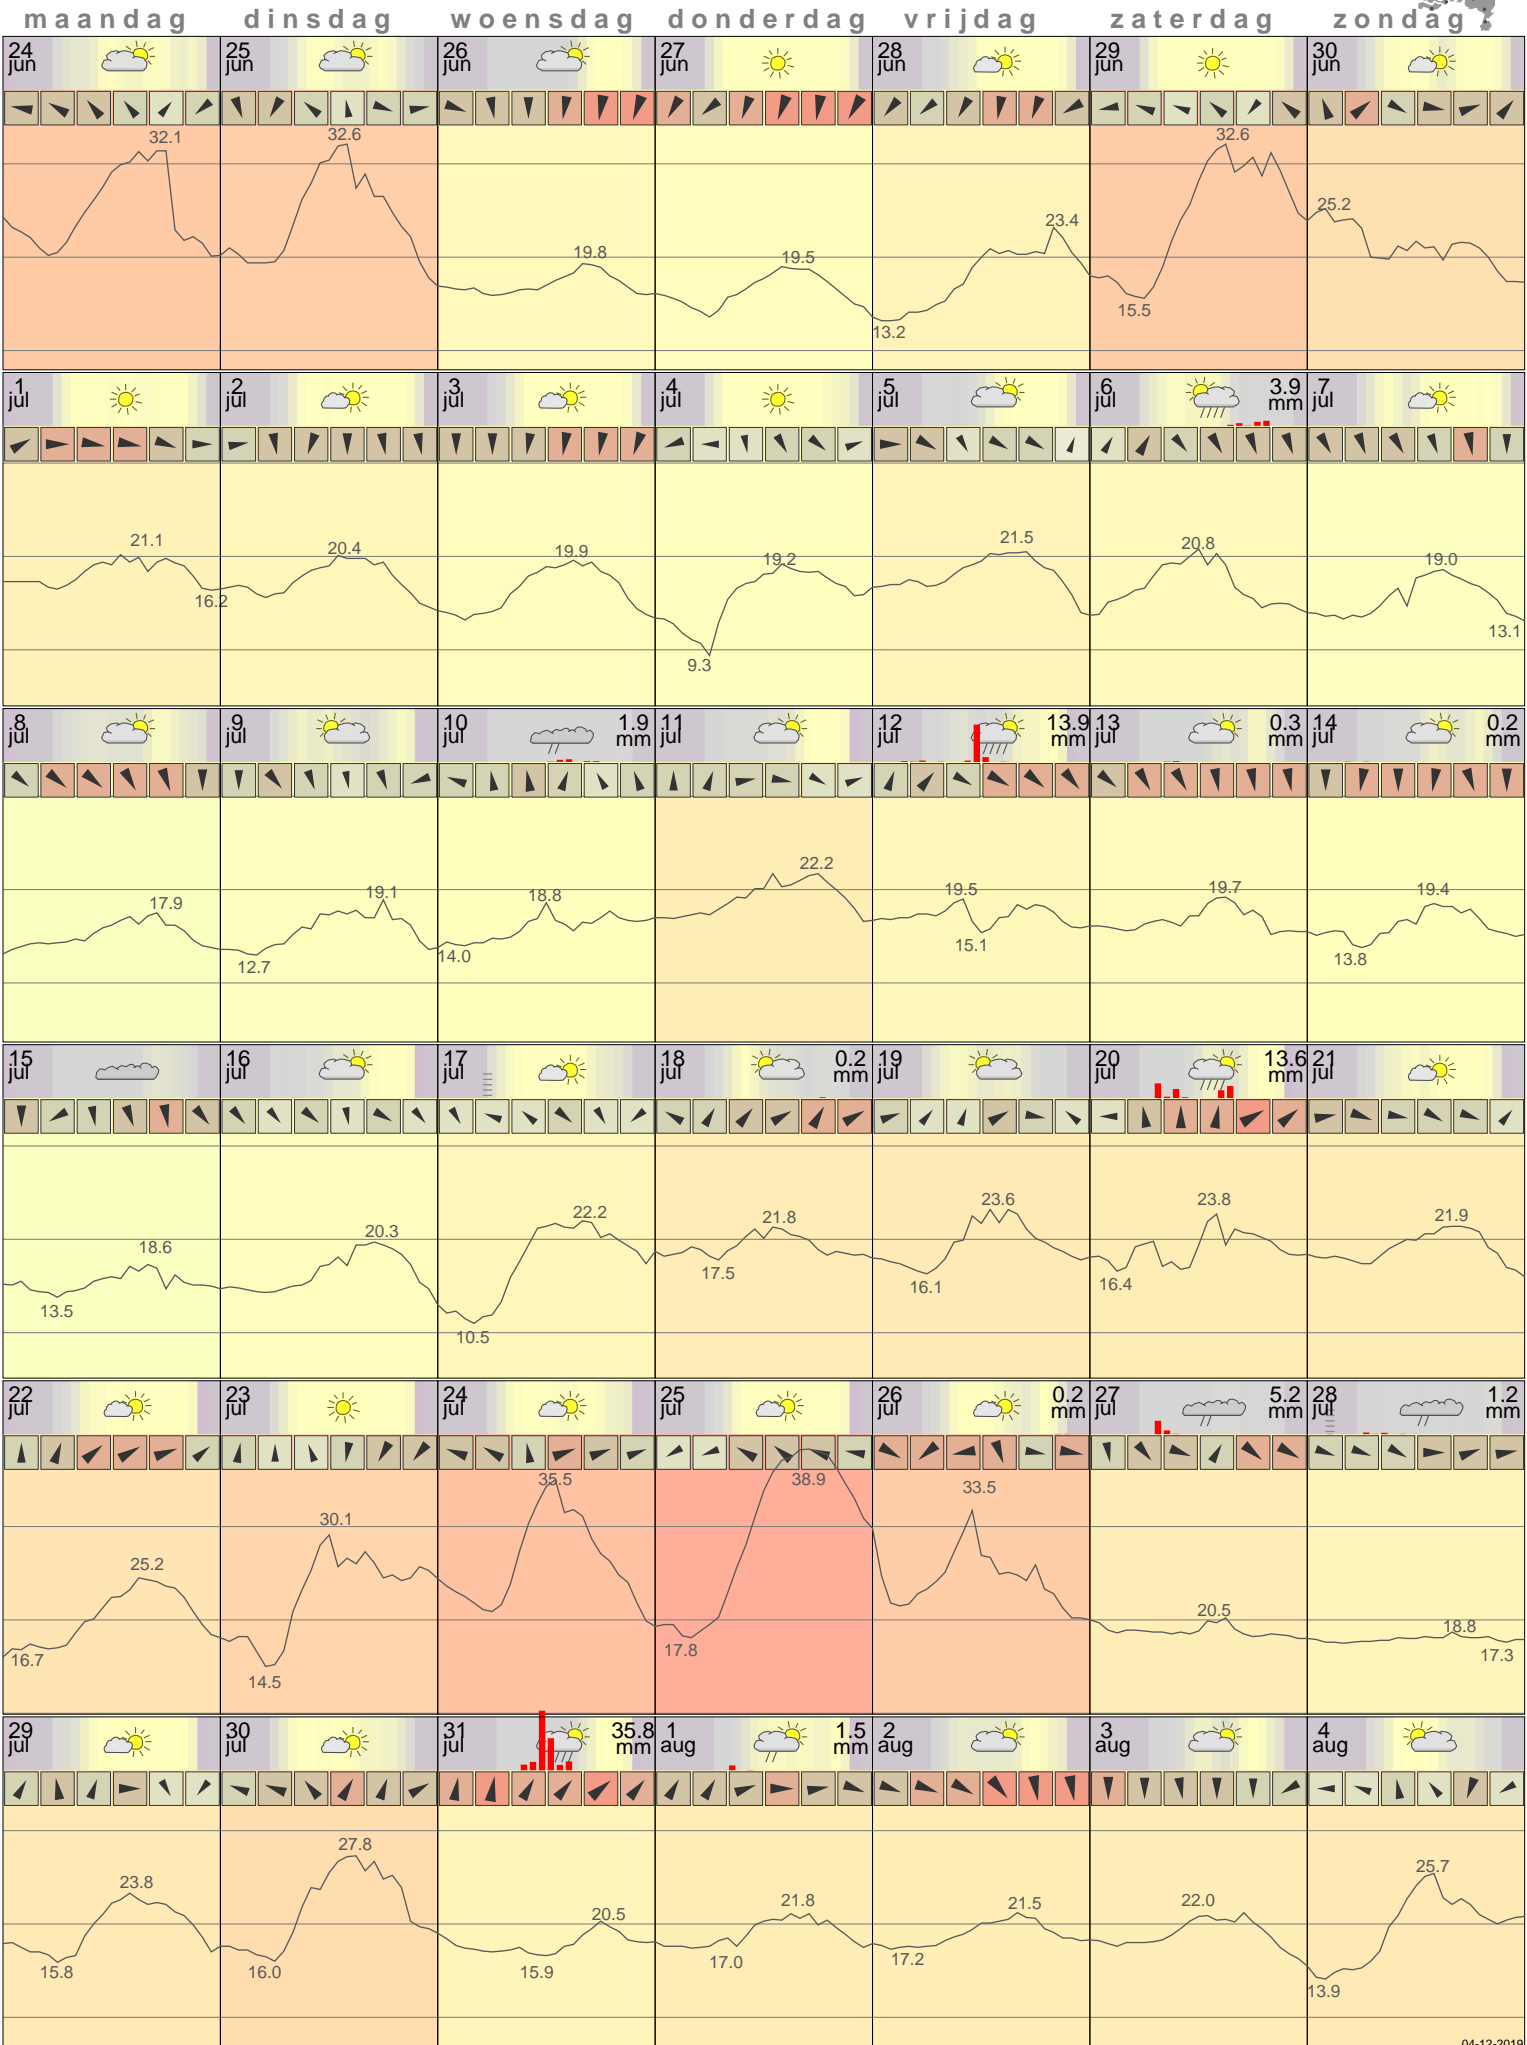 maandag dinsdag woensdag donderdag vrijdag zaterdag zondag
24 jun 25 jun 26 jun 27 jun 28 jun 29 jun 30 jun
32.1 32.6 19.8 19.5 13.2 23.4 15.5 32.6 25.2
1 jul 2 jul 3 jul 4 jul 5 jul 6 jul 3.9 mm 7 jul
21.1 16.2 20.4 19.9 9.3 19.2 21.5 20.8 19.0 13.1
8 jul 9 jul 10 jul 1.9 mm 11 jul 12 jul 13.9 mm 13 jul 0.3 mm 14 jul 0.2 mm
17.9 12.7 19.1 14.0 18.8 22.2 19.5 15.1 19.7 13.8 19.4
15 jul 16 jul 17 jul 18 jul 0.2 mm 19 jul 20 jul 13.6 mm 21 jul
13.5 18.6 20.3 10.5 22.2 17.5 21.8 16.1 23.6 16.4 23.8 21.9
22 jul 23 jul 24 jul 25 jul 26 jul 0.2 mm 27 jul 5.2 mm 28 jul 1.2 mm
16.7 25.2 14.5 30.1 35.5 17.8 38.9 33.5 20.5 18.8 17.3
29 jul 30 jul 31 jul 35.8 mm 1 aug 1.5 mm 2 aug 3 aug 4 aug
15.8 23.8 16.0 27.8 15.9 20.5 17.0 21.8 17.2 21.5 22.0 13.9 25.7
04-12-2019